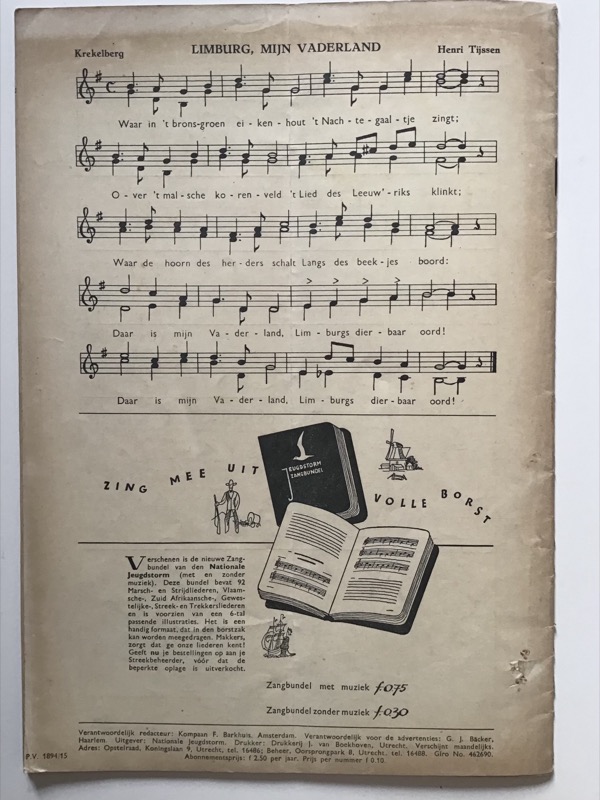 Krekelberg LIMBURG, MIJN VADERLAND Henri Tijssen
Waar in 't brons-groen ei - ken - hout 't Nach - te - gaal - tje zingt;
O - ver 't mal - sche ko - ren - veld 't Lied des Leeuw' - riks klinkt;
Waar de hoorn des her - ders schalt Langs des beek - jes boord:
Daar is mijn Va - der - land, Lim - burgs dier - baar oord!
Daar is mijn Va - der - land, Lim - burgs dier - baar oord!
ZING MEE UIT VOLLE BORST
JEUGDSTORM
ZANGBUNDEL
Verschenen is de nieuwe Zang-
bundel van den Nationale
Jeugdstorm (met en zonder
muziek). Deze bundel bevat 92
Marsch- en Strijdliederen, Vlaam-
sche-, Zuid Afrikaansche-, Gewes-
telijke-, Streek- en Trekkersliederen
en is voorzien van een 6-tal
passende illustraties. Het is een
handig formaat, dat in den borstzak
kan worden meegedragen. Makkers,
zorgt dat ge onze liederen kent!
Geeft nu je bestellingen op aan je
Streekbeheerder, vóór dat de
beperkte oplage is uitverkocht.
Zangbundel met muziek f 0.75
Zangbundel zonder muziek f 0.30
Verantwoordelijk redacteur: Kompaan F. Barkhuis, Amsterdam. Verantwoordelijk voor de advertenties: G. J. Bäcker,
Haarlem. Uitgever: Nationale Jeugdstorm. Drukker: Drukkerij J. van Boekhoven, Utrecht. Verschijnt maandelijks.
Adres: Opstelraad, Koningslaan 9, Utrecht, tel. 16486; Beheer, Oorsprongpark 8, Utrecht, tel. 16488. Giro No. 462690.
P.V. 1894/15 Abonnementsprijs: f 2.50 per jaar. Prijs per nummer f 0.10.